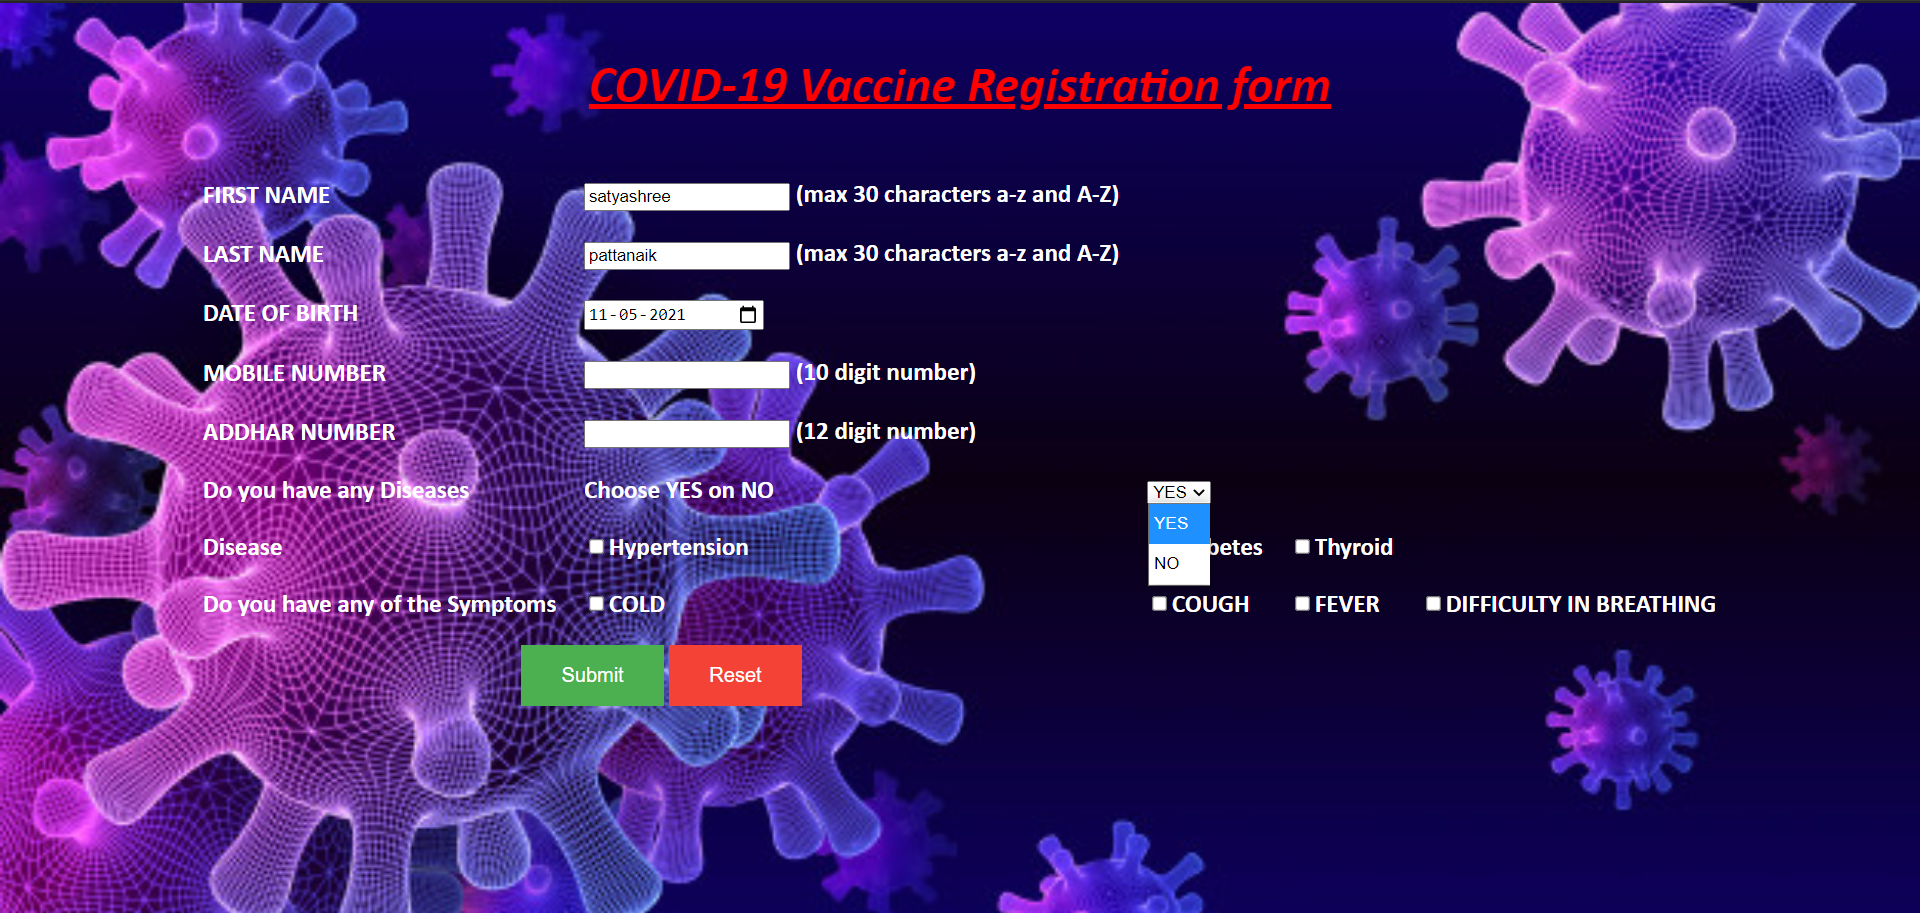 COVID-19 Vaccine Registration form
FIRST NAME satyashree (max 30 characters a-z and A-Z)
LAST NAME pattanaik (max 30 characters a-z and A-Z)
DATE OF BIRTH 11-05-2021
MOBILE NUMBER (10 digit number)
ADDHAR NUMBER (12 digit number)
Do you have any Diseases Choose YES on NO YES
YES
Disease Hypertension betes Thyroid
NO
Do you have any of the Symptoms COLD COUGH FEVER DIFFICULTY IN BREATHING
Submit Reset